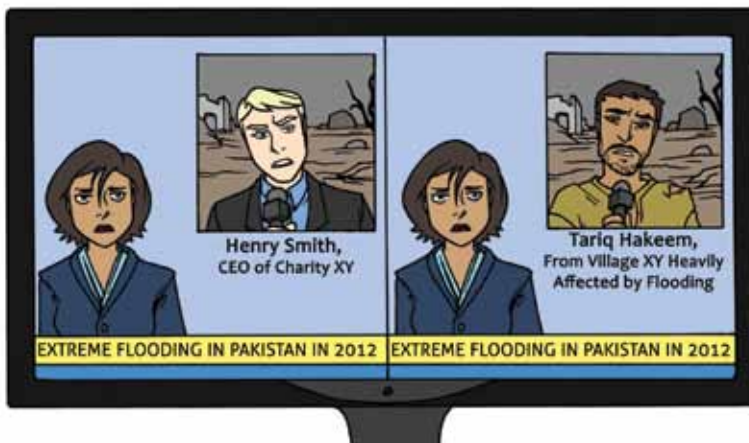 Henry Smith,
CEO of Charity XY
EXTREME FLOODING IN PAKISTAN IN 2012
Tariq Hakeem,
From Village XY Heavily
Affected by Flooding
EXTREME FLOODING IN PAKISTAN IN 2012